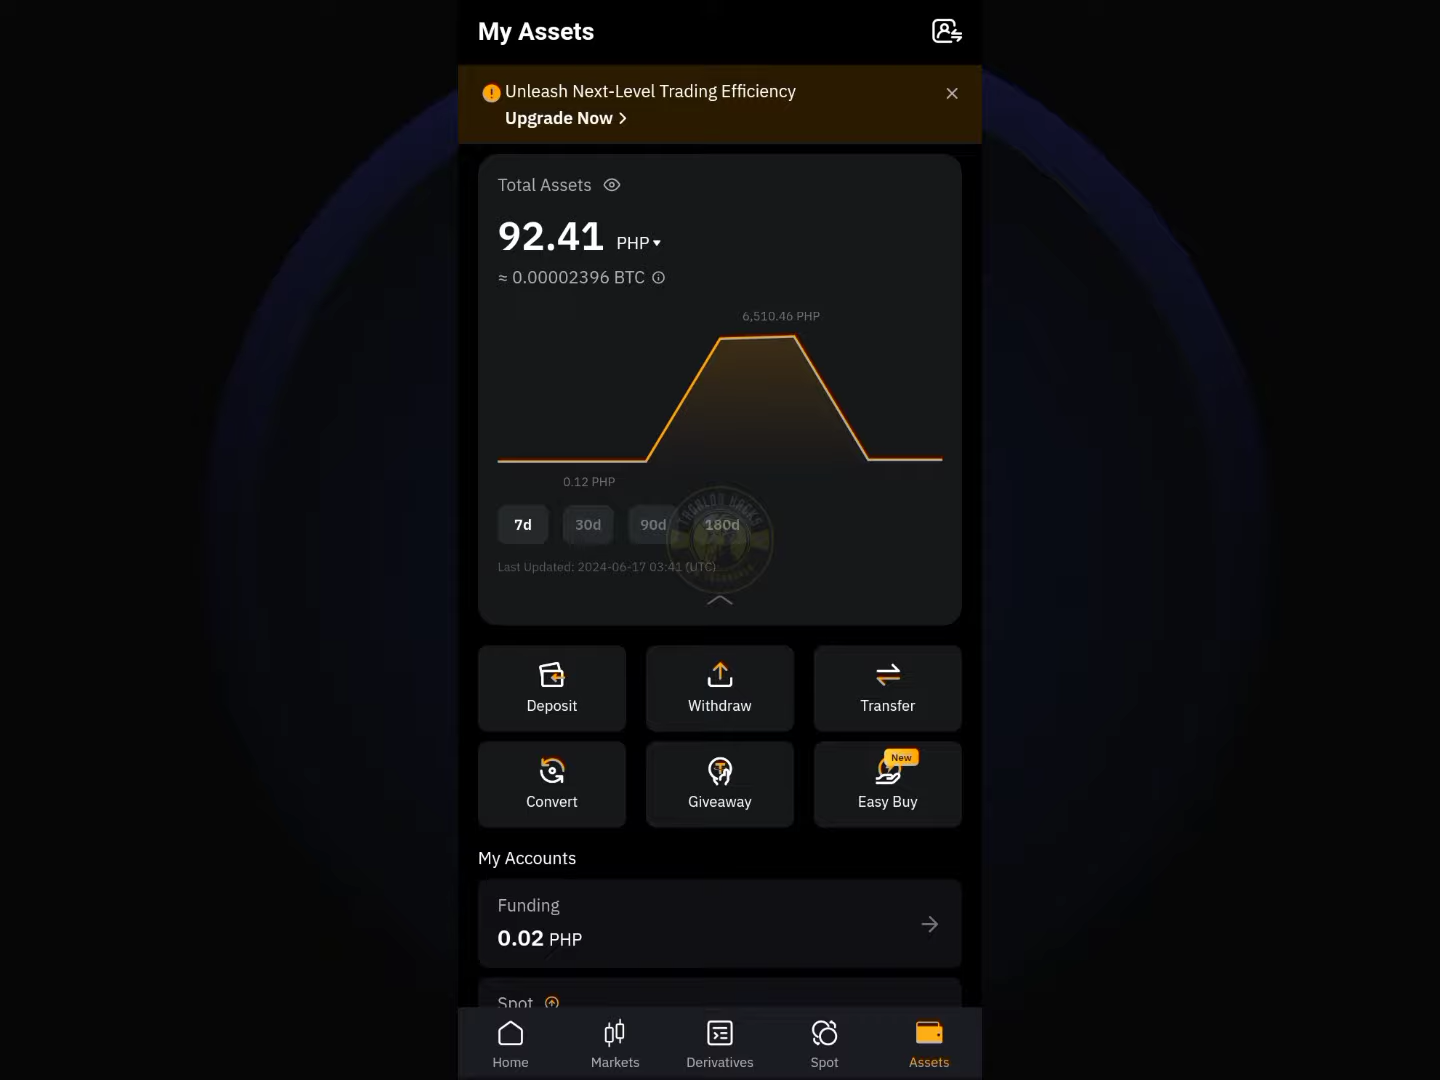 My Assets
Unleash Next-Level Trading Efficiency
Upgrade Now >
Total Assets
92.41 PHP
≈ 0.00002396 BTC
6,510.46 PHP
0.12 PHP
7d 30d 90d 180d
TAGALOG HACKS
Last Updated: 2024-06-17 03:41 (UTC)
Deposit Withdraw Transfer
New
Convert Giveaway Easy Buy
My Accounts
Funding
0.02 PHP
Spot
Home Markets Derivatives Spot Assets